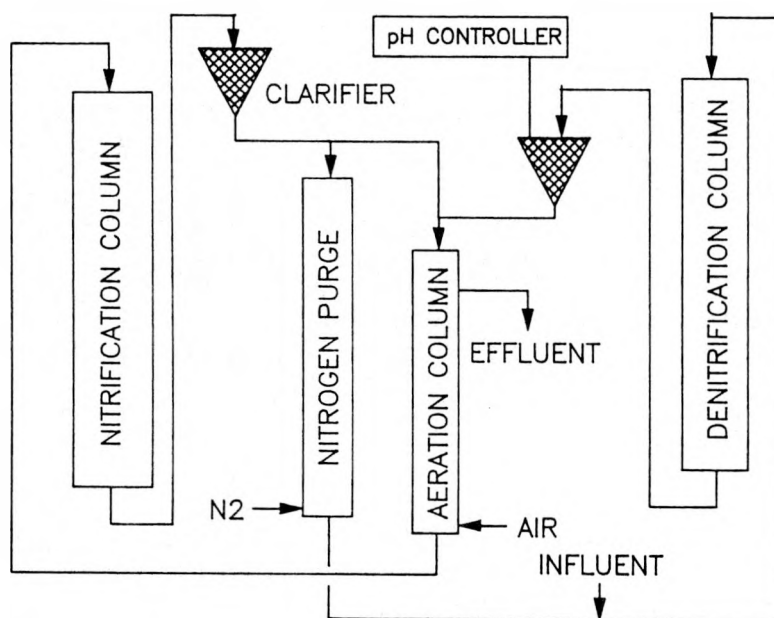 pH CONTROLLER
CLARIFIER
NITRIFICATION COLUMN
NITROGEN PURGE
AERATION COLUMN
DENITRIFICATION COLUMN
EFFLUENT
N2
AIR
INFLUENT